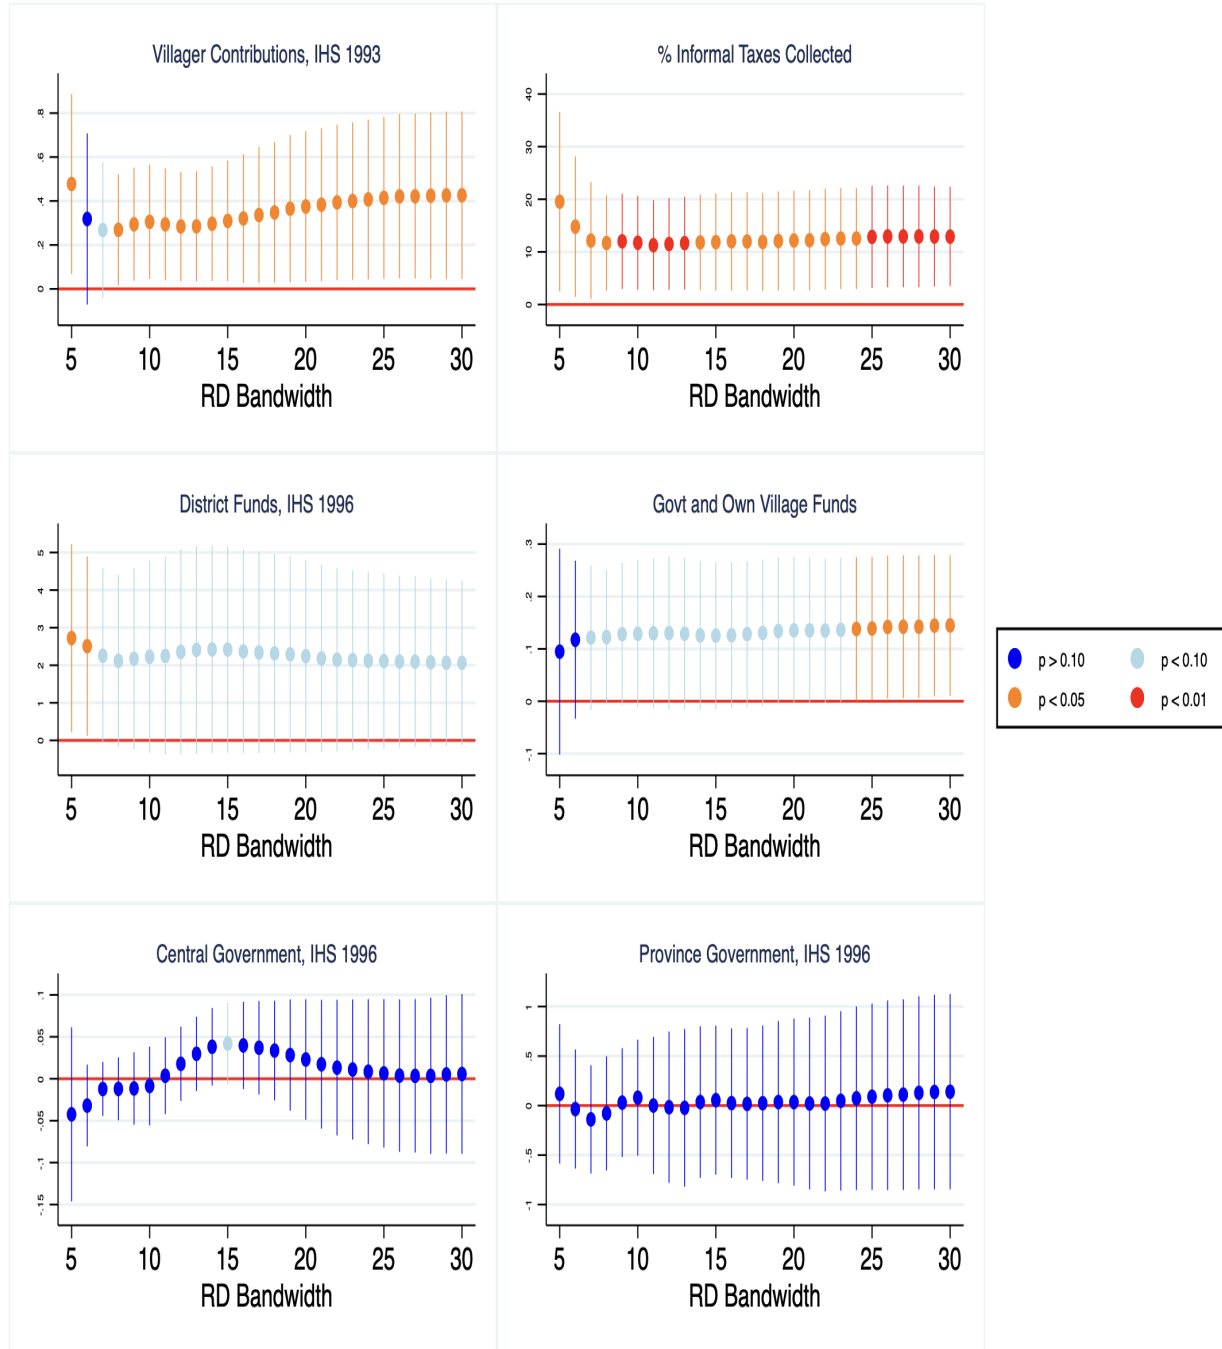 Villager Contributions, IHS 1993
.8
.6
.4
.2
0
5 10 15 20 25 30
RD Bandwidth
% Informal Taxes Collected
40
30
20
10
0
5 10 15 20 25 30
RD Bandwidth
District Funds, IHS 1996
5
4
3
2
1
0
5 10 15 20 25 30
RD Bandwidth
Govt and Own Village Funds
.3
.2
.1
0
-.1
5 10 15 20 25 30
RD Bandwidth
p > 0.10 p < 0.10
p < 0.05 p < 0.01
Central Government, IHS 1996
.1
.05
0
-.05
-.1
-.15
5 10 15 20 25 30
RD Bandwidth
Province Government, IHS 1996
1
.5
0
-.5
-1
5 10 15 20 25 30
RD Bandwidth